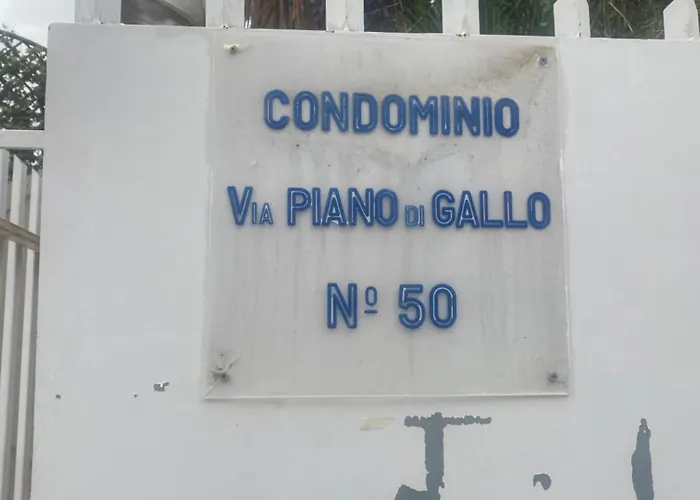 CONDOMINIO
VIA PIANO DI GALLO
Nº 50